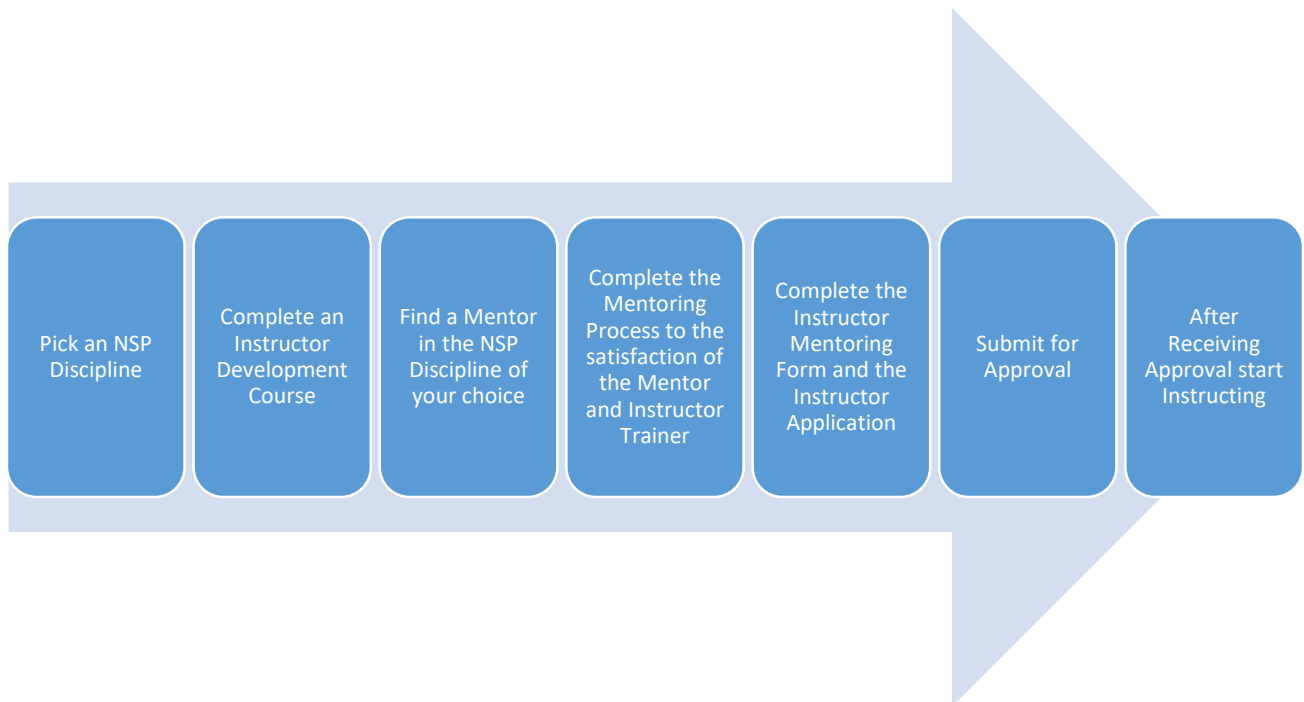 Pick an NSP
Discipline
Complete an
Instructor
Development
Course
Find a Mentor
in the NSP
Discipline of
your choice
Complete the
Mentoring
Process to the
satisfaction of
the Mentor
and Instructor
Trainer
Complete the
Instructor
Mentoring
Form and the
Instructor
Application
Submit for
Approval
After
Receiving
Approval start
Instructing